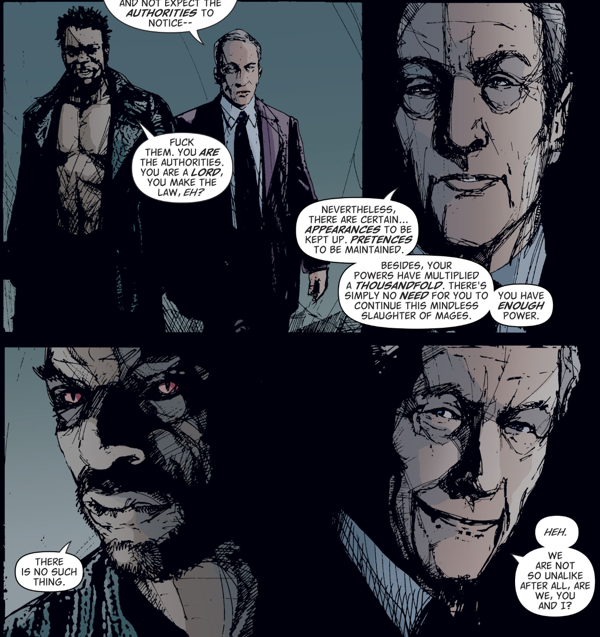 AND NOT EXPECT THE
AUTHORITIES TO
NOTICE--
FUCK
THEM. YOU ARE
THE AUTHORITIES.
YOU ARE A LORD,
YOU MAKE THE
LAW, EH?
NEVERTHELESS,
THERE ARE CERTAIN...
APPEARANCES TO BE
KEPT UP. PRETENCES
TO BE MAINTAINED.
BESIDES, YOUR
POWERS HAVE MULTIPLIED
A THOUSANDFOLD. THERE'S
SIMPLY NO NEED FOR YOU TO
CONTINUE THIS MINDLESS
SLAUGHTER OF MAGES.
YOU HAVE
ENOUGH
POWER.
THERE
IS NO SUCH
THING.
HEH.
WE
ARE NOT
SO UNALIKE
AFTER ALL, ARE
WE, YOU
AND I?